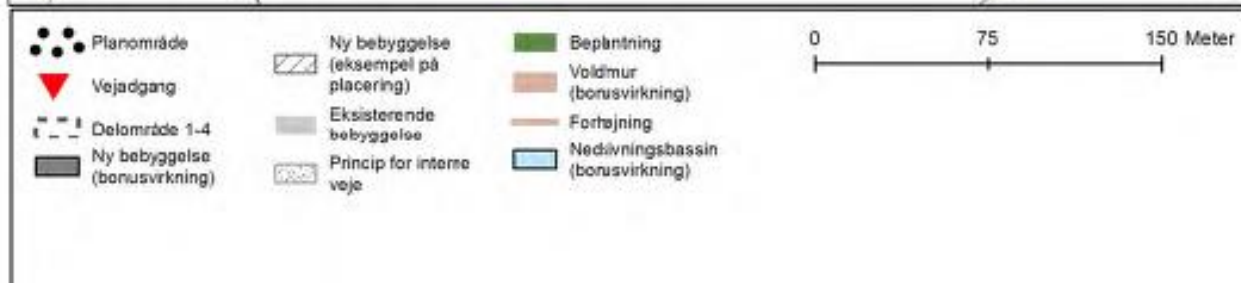 Planområde
Vejadgang
Delområde 1-4
Ny bebyggelse
(bonusvirkning)
Ny bebyggelse
(eksempel på
placering)
Eksisterende
bebyggelse
Princip for interne
veje
Beplantning
Voldmur
(bonusvirkning)
Forhøjning
Nedsivningsbassin
(bonusvirkning)
0 75 150 Meter